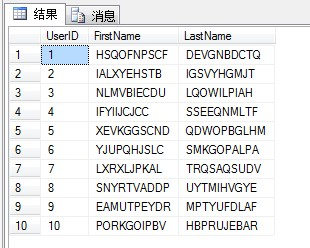 结果 消息
UserID FirstName LastName
1 1 HSQOFNPSCF DEVGNBDCTQ
2 2 IALXYEHSTB IGSVYHGMJT
3 3 NLMVBIECDU LQOWILPIAH
4 4 IFYIIJCJCC SSEEQNMLTF
5 5 XEVKGGSCND QDWOPBGLHM
6 6 YJUPQHJSLC SMKGOPALPA
7 7 LXRXLJPKAL TRQSAQSUDV
8 8 SNYRTVADDP UYTMIHVGYE
9 9 EAMUTPEYDR MPTYUFDLAF
10 10 PORKGOIPBV HBPRUJEBAR